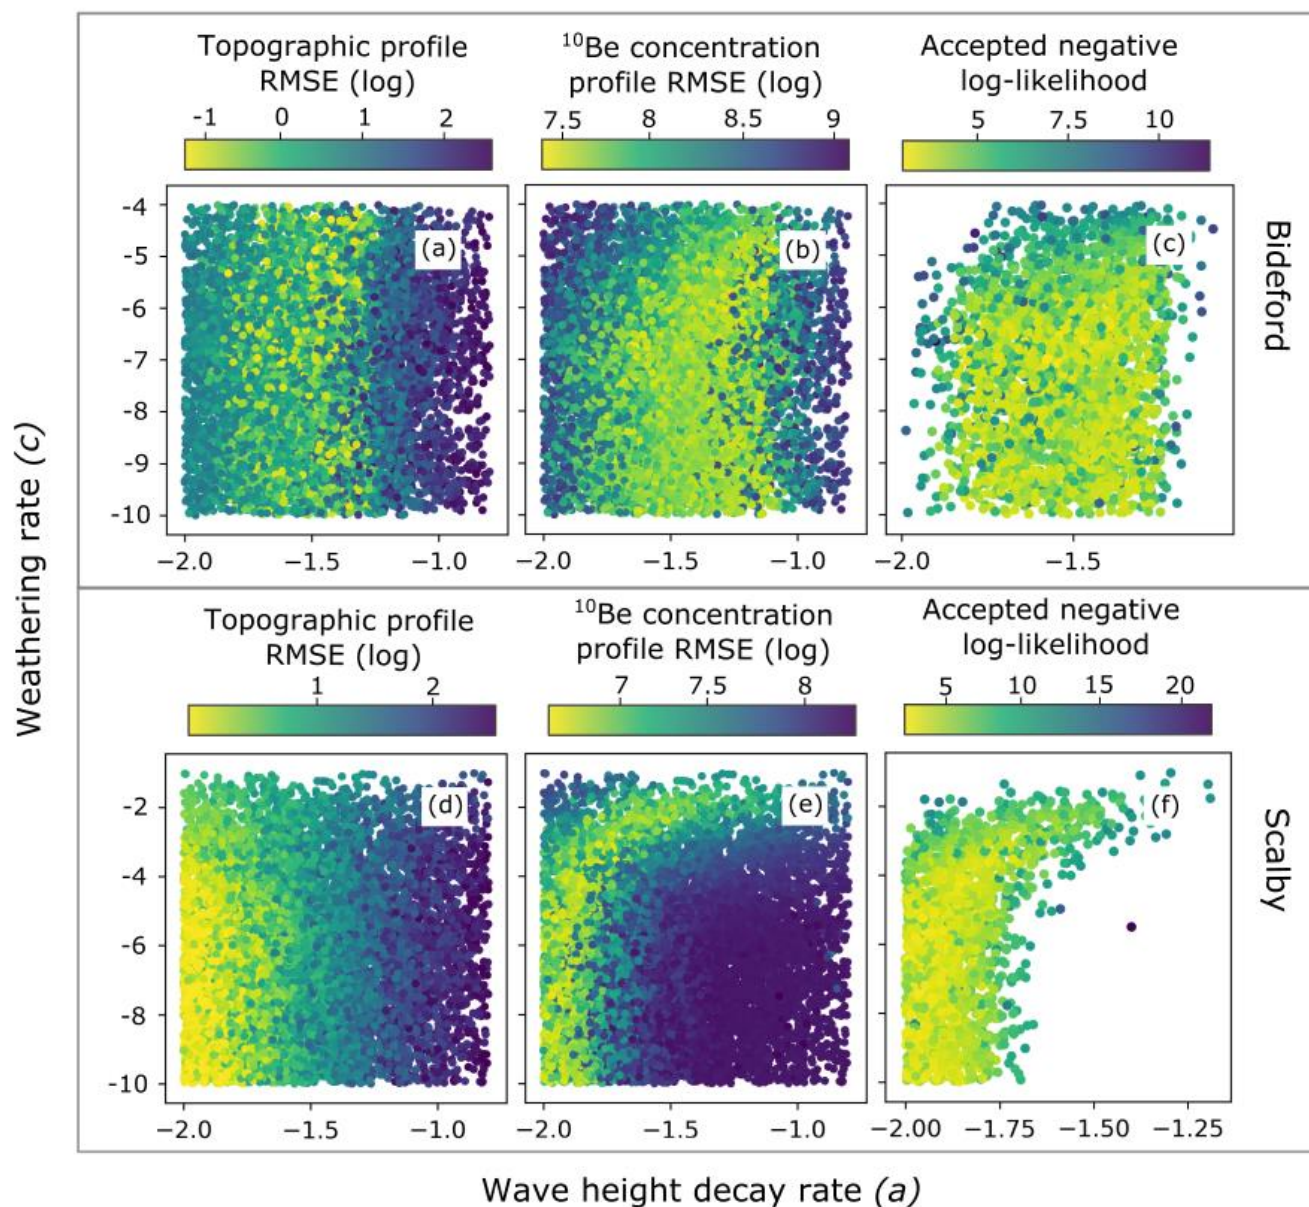 Topographic profile
RMSE (log)
-1 0 1 2
¹⁰Be concentration
profile RMSE (log)
7.5 8 8.5 9
Accepted negative
log-likelihood
5 7.5 10
-4
-5
-6
-7
-8
-9
-10
(a)
(b)
(c)
−2.0 −1.5 −1.0
−2.0 −1.5 −1.0
−2.0 −1.5
Bideford
Weathering rate (c)
Topographic profile
RMSE (log)
1 2
¹⁰Be concentration
profile RMSE (log)
7 7.5 8
Accepted negative
log-likelihood
5 10 15 20
-2
-4
-6
-8
-10
(d)
(e)
(f)
−2.0 −1.5 −1.0
−2.0 −1.5 −1.0
−2.00 −1.75 −1.50 −1.25
Scalby
Wave height decay rate (a)